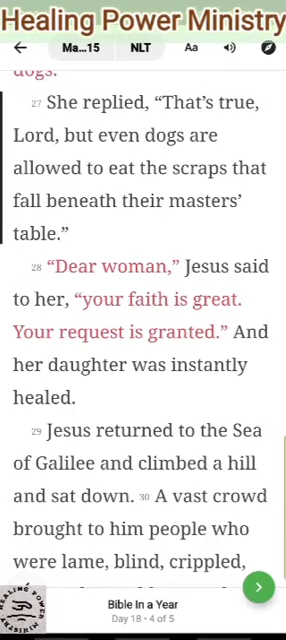 Healing Power Ministry
Ma...15 NLT Aa
dogs.
27 She replied, “That’s true,
Lord, but even dogs are
allowed to eat the scraps that
fall beneath their masters’
table.”
28 “Dear woman,” Jesus said
to her, “your faith is great.
Your request is granted.” And
her daughter was instantly
healed.
29 Jesus returned to the Sea
of Galilee and climbed a hill
and sat down. 30 A vast crowd
brought to him people who
were lame, blind, crippled,
HEALING POWER MINISTRY
Bible In a Year
Day 18 • 4 of 5